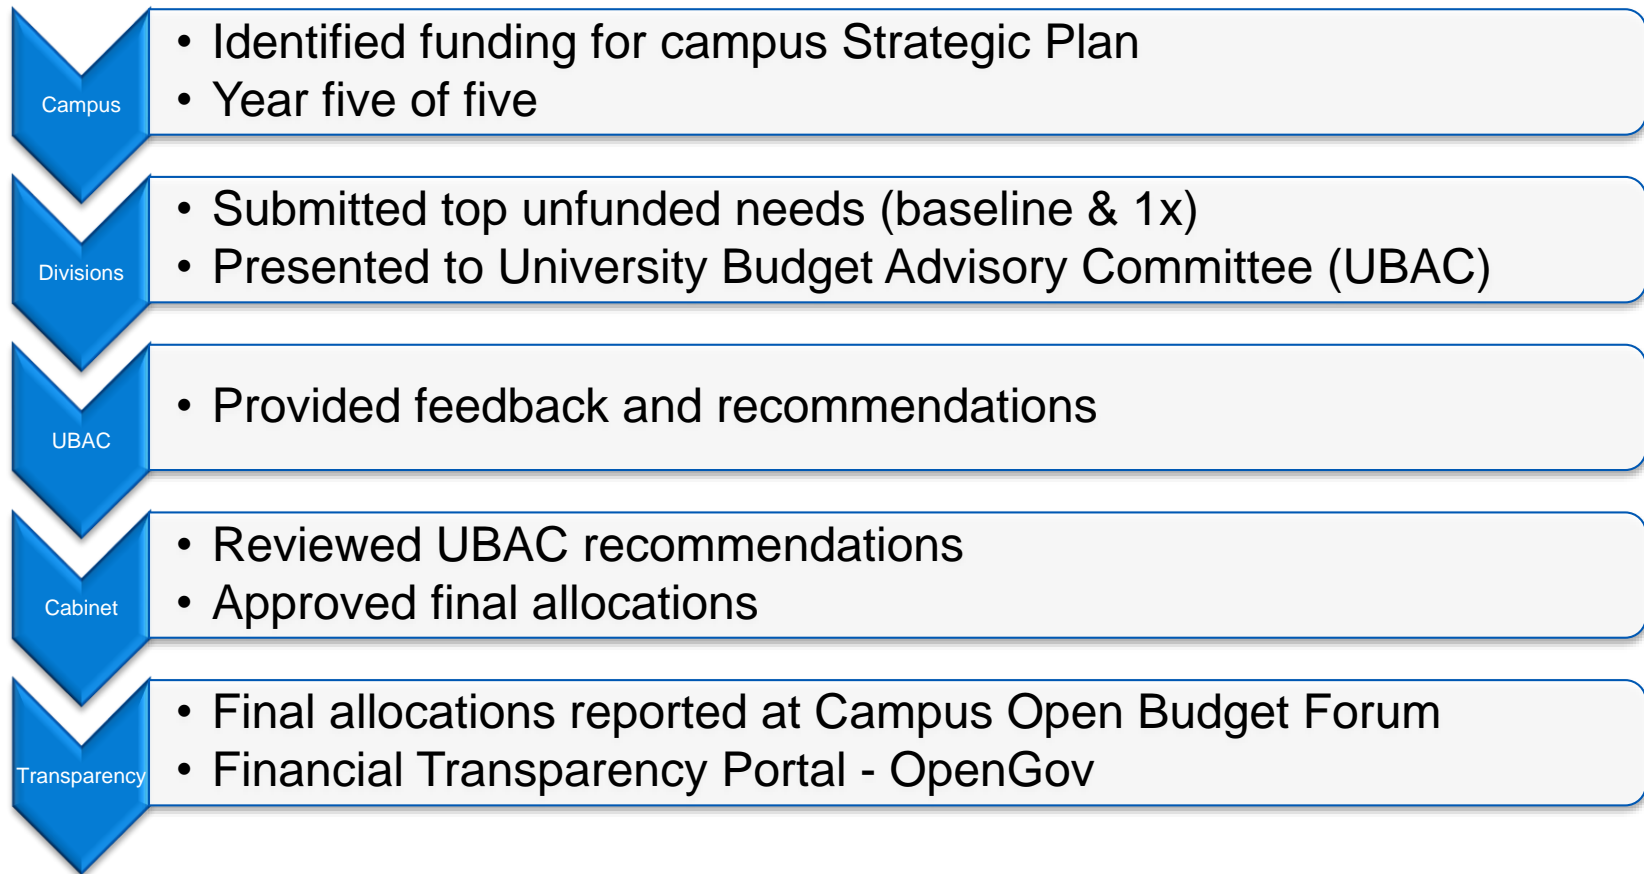 Campus
• Identified funding for campus Strategic Plan
• Year five of five
Divisions
• Submitted top unfunded needs (baseline & 1x)
• Presented to University Budget Advisory Committee (UBAC)
UBAC
• Provided feedback and recommendations
Cabinet
• Reviewed UBAC recommendations
• Approved final allocations
Transparency
• Final allocations reported at Campus Open Budget Forum
• Financial Transparency Portal - OpenGov